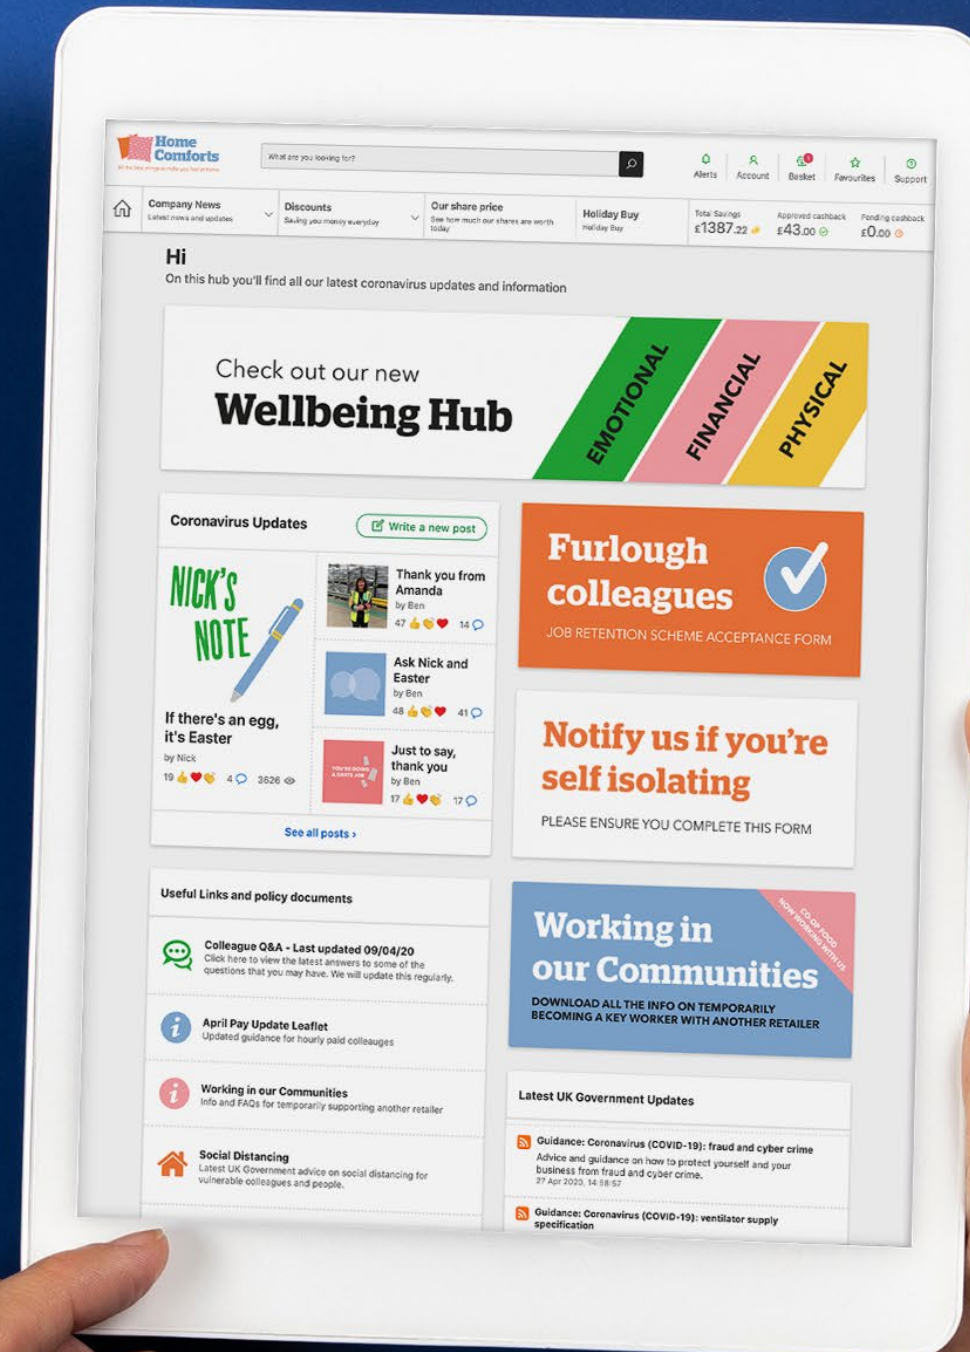 Home
Comforts
What are you looking for?
Alerts
Account
Basket
Favourites
Support
Company News
Latest news and updates
Discounts
Saving you money everyday
Our share price
See how much our shares are worth
today
Holiday Buy
Holiday Buy
Total Savings
£1387.22
Approved cashback
£43.00
Pending cashback
£0.00
Hi
On this hub you'll find all our latest coronavirus updates and information
Check out our new
Wellbeing Hub
EMOTIONAL
FINANCIAL
PHYSICAL
Coronavirus Updates
Write a new post
NICK'S
NOTE
If there's an egg,
it's Easter
by Nick
19 4 3626
Thank you from
Amanda
by Ben
47 14
Ask Nick and
Easter
by Ben
48 41
YOU'RE DOING
Just to say,
thank you
by Ben
17 17
See all posts ›
Furlough
colleagues
JOB RETENTION SCHEME ACCEPTANCE FORM
Notify us if you're
self isolating
PLEASE ENSURE YOU COMPLETE THIS FORM
Working in
our Communities
DOWNLOAD ALL THE INFO ON TEMPORARILY
BECOMING A KEY WORKER WITH ANOTHER RETAILER
CO-OP FOOD
NOW WORKING WITH US
Useful Links and policy documents
Colleague Q&A - Last updated 09/04/20
Click here to view the latest answers to some of the
questions that you may have. We will update this regularly.
April Pay Update Leaflet
Updated guidance for hourly paid colleauges
Working in our Communities
Info and FAQs for temporarily supporting another retailer
Social Distancing
Latest UK Government advice on social distancing for
vulnerable colleagues and people.
Latest UK Government Updates
Guidance: Coronavirus (COVID-19): fraud and cyber crime
Advice and guidance on how to protect yourself and your
business from fraud and cyber crime.
27 Apr 2020, 14:58:57
Guidance: Coronavirus (COVID-19): ventilator supply
specification